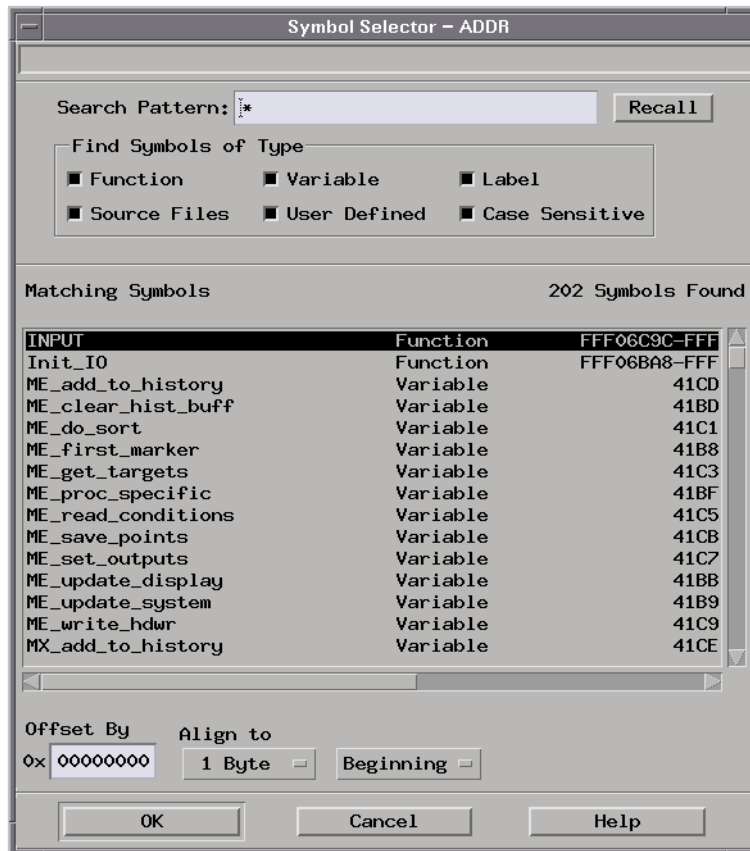 Symbol Selector – ADDR
Search Pattern: *
Recall
Find Symbols of Type
Function Variable Label
Source Files User Defined Case Sensitive
Matching Symbols 202 Symbols Found
INPUT Function FFF06C9C-FFF
Init_IO Function FFF06BA8-FFF
ME_add_to_history Variable 41CD
ME_clear_hist_buff Variable 41BD
ME_do_sort Variable 41C1
ME_first_marker Variable 41B8
ME_get_targets Variable 41C3
ME_proc_specific Variable 41BF
ME_read_conditions Variable 41C5
ME_save_points Variable 41CB
ME_set_outputs Variable 41C7
ME_update_display Variable 41BB
ME_update_system Variable 41B9
ME_write_hdwr Variable 41C9
MX_add_to_history Variable 41CE
Offset By Align to
0x 00000000 1 Byte Beginning
OK Cancel Help